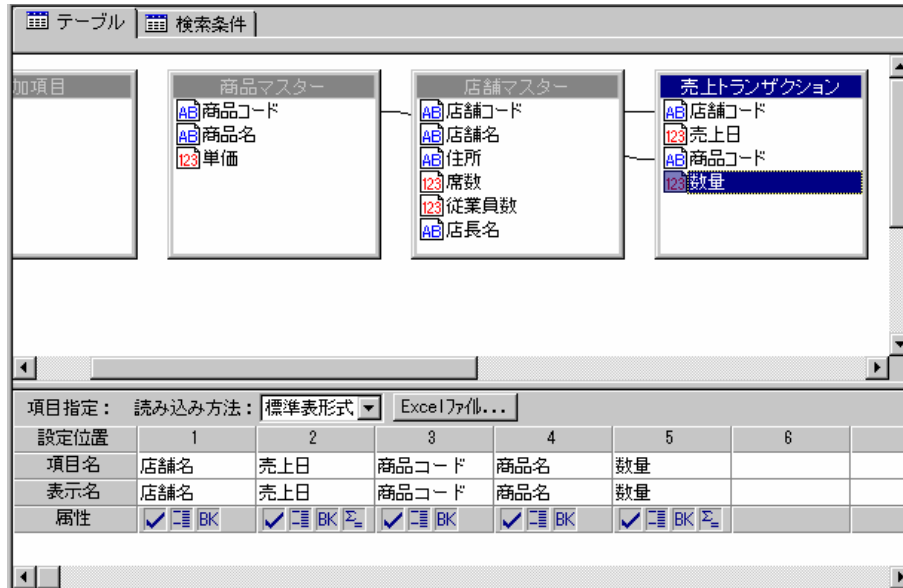 テーブル 検索条件
加項目 商品マスター 店舗マスター 売上トランザクション
AB商品コード AB店舗コード AB店舗コード
AB商品名 AB店舗名 123売上日
123単価 AB住所 AB商品コード
123席数 123数量
123従業員数
AB店長名
項目指定： 読み込み方法： 標準表形式 Excelファイル...
設定位置 1 2 3 4 5 6
項目名 店舗名 売上日 商品コード 商品名 数量
表示名 店舗名 売上日 商品コード 商品名 数量
属性 BK BK Σ BK BK BK Σ